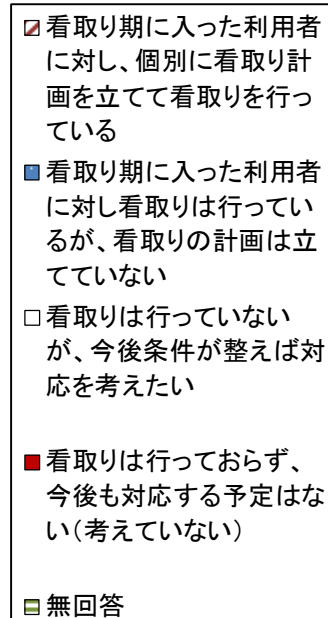 看取り期に入った利用者
に対し、個別に看取り計
画を立てて看取りを行っ
ている
看取り期に入った利用者
に対し看取りは行ってい
るが、看取りの計画は立
てていない
看取りは行っていない
が、今後条件が整えば対
応を考えたい
看取りは行っておらず、
今後も対応する予定はな
い(考えていない)
無回答